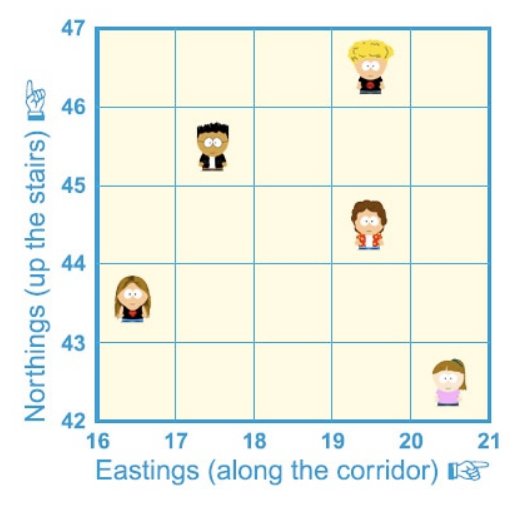 47
46
45
44
43
42
Northings (up the stairs)
16 17 18 19 20 21
Eastings (along the corridor)